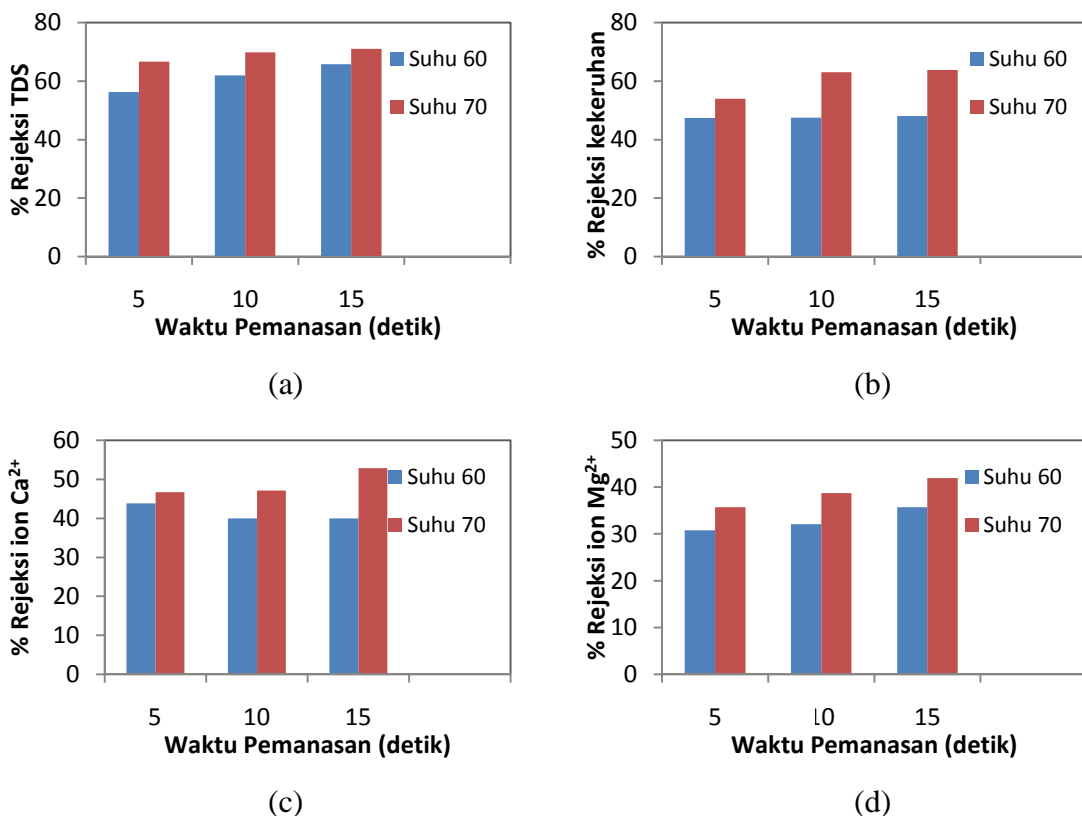 80
60
40
20
0
% Rejeksi TDS
Suhu 60
Suhu 70
5 10 15
Waktu Pemanasan (detik)
(a)
80
60
40
20
0
% Rejeksi kekeruhan
Suhu 60
Suhu 70
5 10 15
Waktu Pemanasan (detik)
(b)
60
50
40
30
20
10
0
% Rejeksi ion Ca²⁺
Suhu 60
Suhu 70
5 10 15
Waktu Pemanasan (detik)
(c)
50
40
30
20
10
0
% Rejeksi ion Mg²⁺
Suhu 60
Suhu 70
5 10 15
Waktu Pemanasan (detik)
(d)